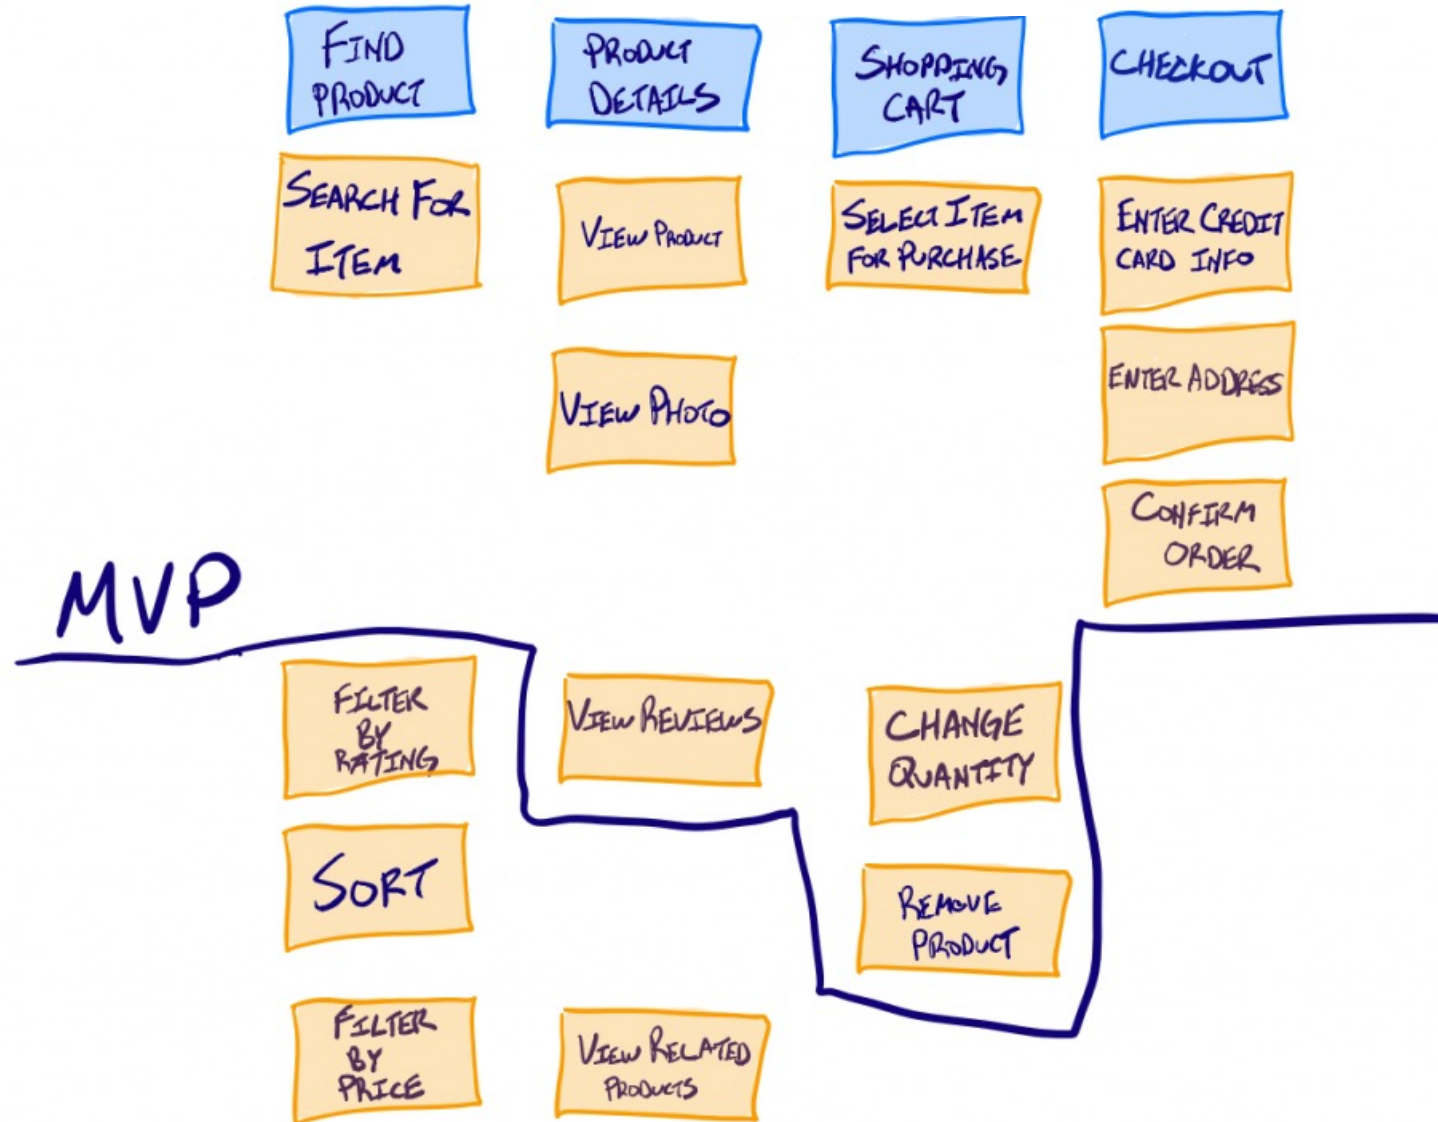 FIND
PRODUCT
PRODUCT
DETAILS
SHOPPING
CART
CHECKOUT
SEARCH FOR
ITEM
VIEW PRODUCT
SELECT ITEM
FOR PURCHASE
ENTER CREDIT
CARD INFO
VIEW PHOTO
ENTER ADDRESS
CONFIRM
ORDER
MVP
FILTER
BY
RATING
VIEW REVIEWS
CHANGE
QUANTITY
SORT
REMOVE
PRODUCT
FILTER
BY
PRICE
VIEW RELATED
PRODUCTS